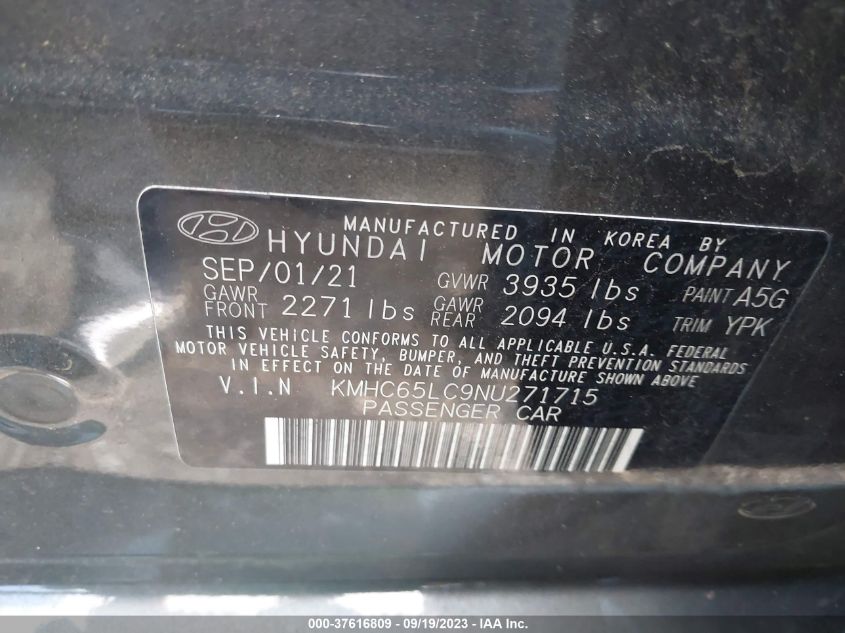 MANUFACTURED IN KOREA BY
HYUNDAI MOTOR COMPANY
SEP/01/21 GVWR 3935 lbs PAINT A5G
GAWR FRONT 2271 lbs GAWR REAR 2094 lbs TRIM YPK
THIS VEHICLE CONFORMS TO ALL APPLICABLE U.S.A. FEDERAL
MOTOR VEHICLE SAFETY, BUMPER, AND THEFT PREVENTION STANDARDS
IN EFFECT ON THE DATE OF MANUFACTURE SHOWN ABOVE.
V.I.N KMHC65LC9NU271715
PASSENGER CAR
000-37616809 - 09/19/2023 - IAA Inc.